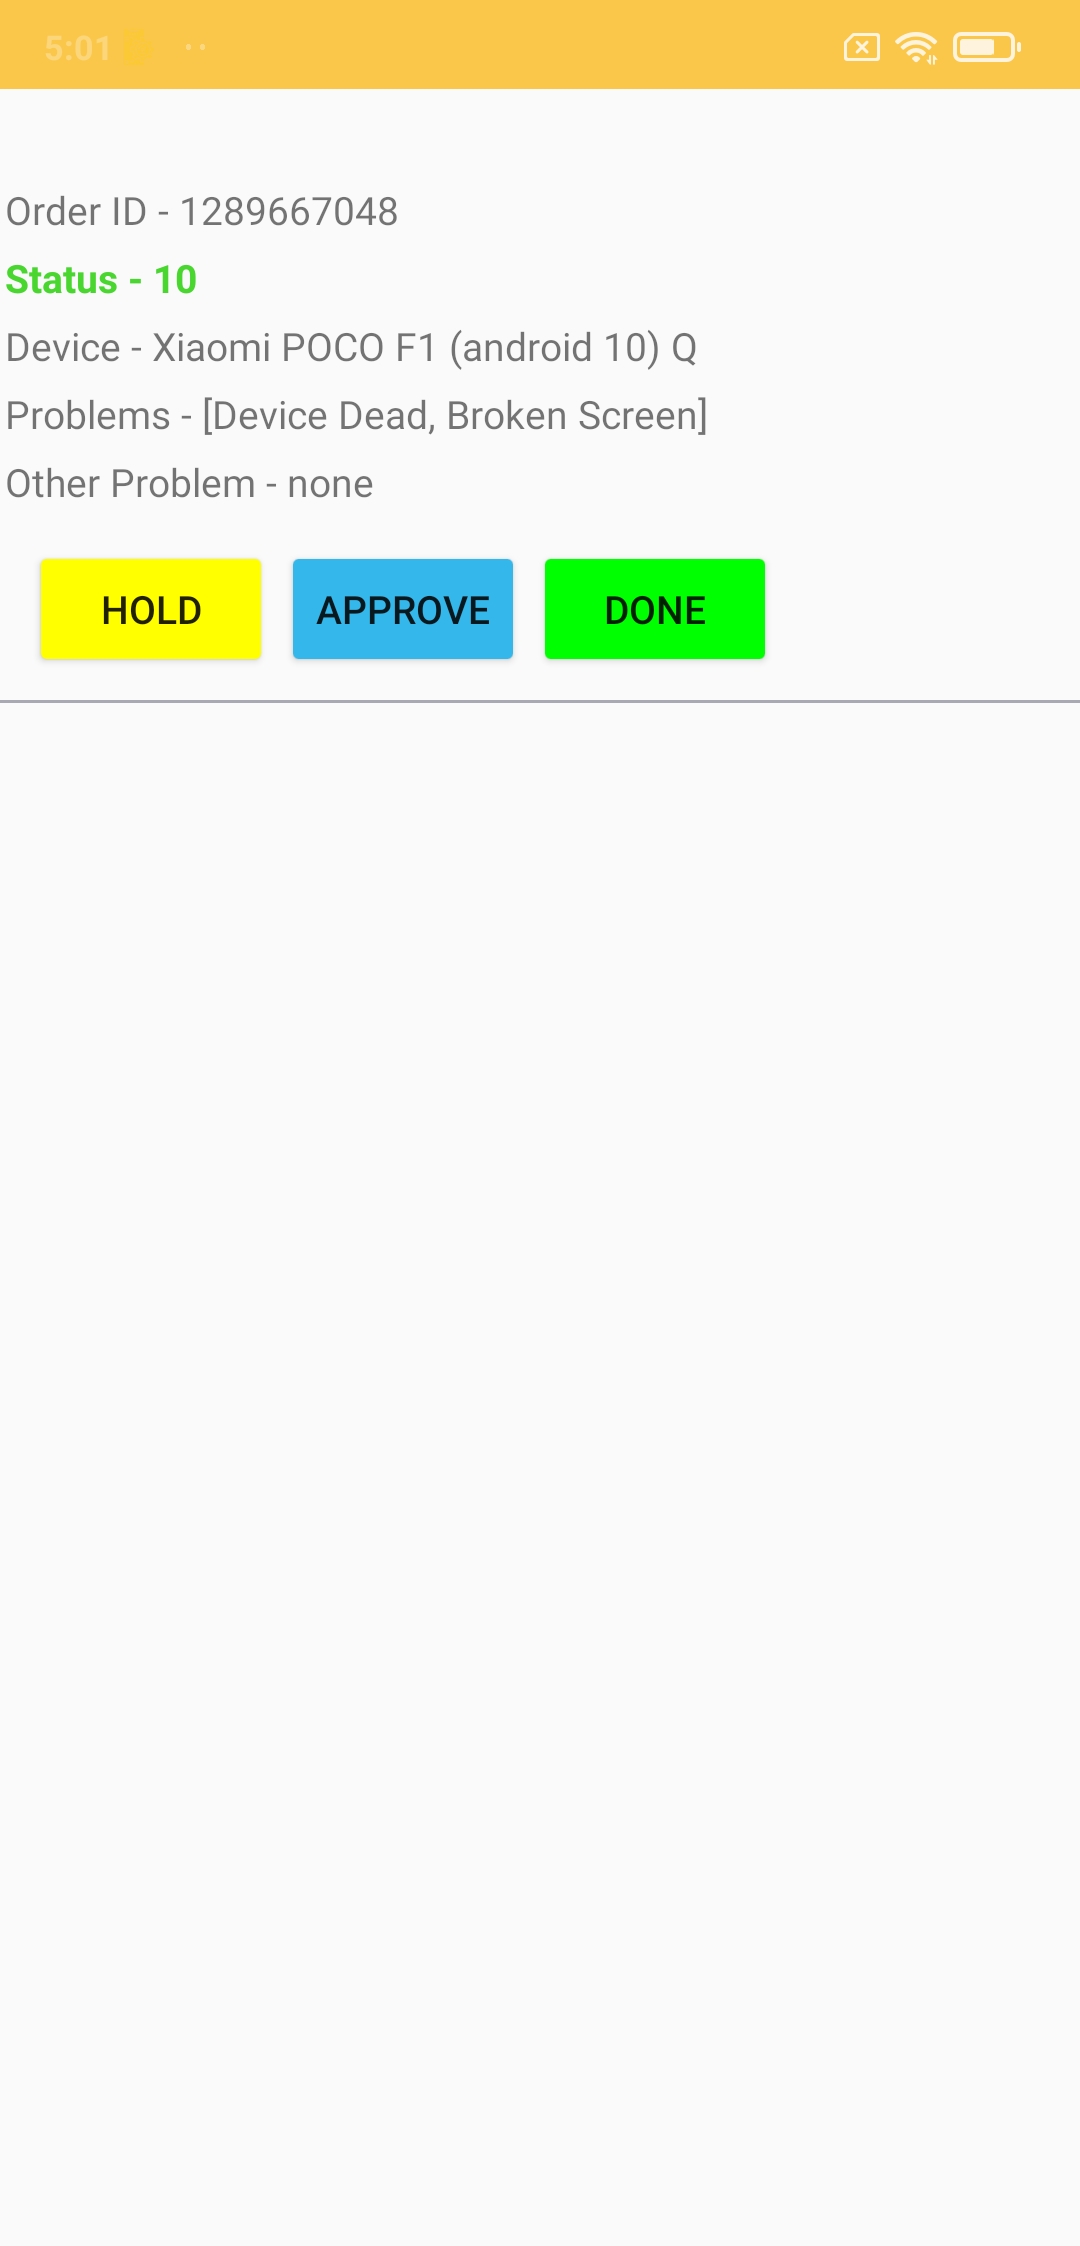 5:01
Order ID - 1289667048
Status - 10
Device - Xiaomi POCO F1 (android 10) Q
Problems - [Device Dead, Broken Screen]
Other Problem - none
HOLD APPROVE DONE